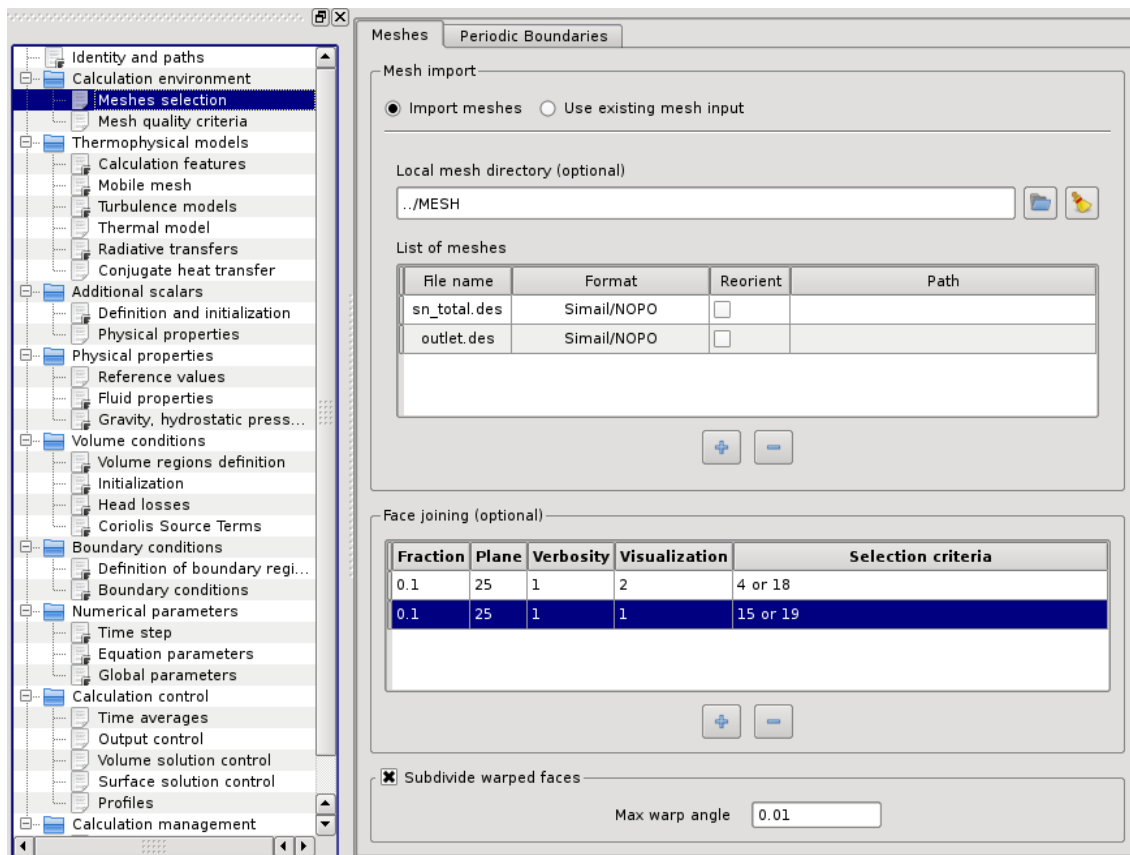 Identity and paths
Calculation environment
Meshes selection
Mesh quality criteria
Thermophysical models
Calculation features
Mobile mesh
Turbulence models
Thermal model
Radiative transfers
Conjugate heat transfer
Additional scalars
Definition and initialization
Physical properties
Physical properties
Reference values
Fluid properties
Gravity, hydrostatic press...
Volume conditions
Volume regions definition
Initialization
Head losses
Coriolis Source Terms
Boundary conditions
Definition of boundary regi...
Boundary conditions
Numerical parameters
Time step
Equation parameters
Global parameters
Calculation control
Time averages
Output control
Volume solution control
Surface solution control
Profiles
Calculation management
Meshes Periodic Boundaries
Mesh import
Import meshes Use existing mesh input
Local mesh directory (optional)
../MESH
List of meshes
File name Format Reorient Path
sn_total.des Simail/NOPO
outlet.des Simail/NOPO
Face joining (optional)
Fraction Plane Verbosity Visualization Selection criteria
0.1 25 1 2 4 or 18
0.1 25 1 1 15 or 19
Subdivide warped faces
Max warp angle 0.01